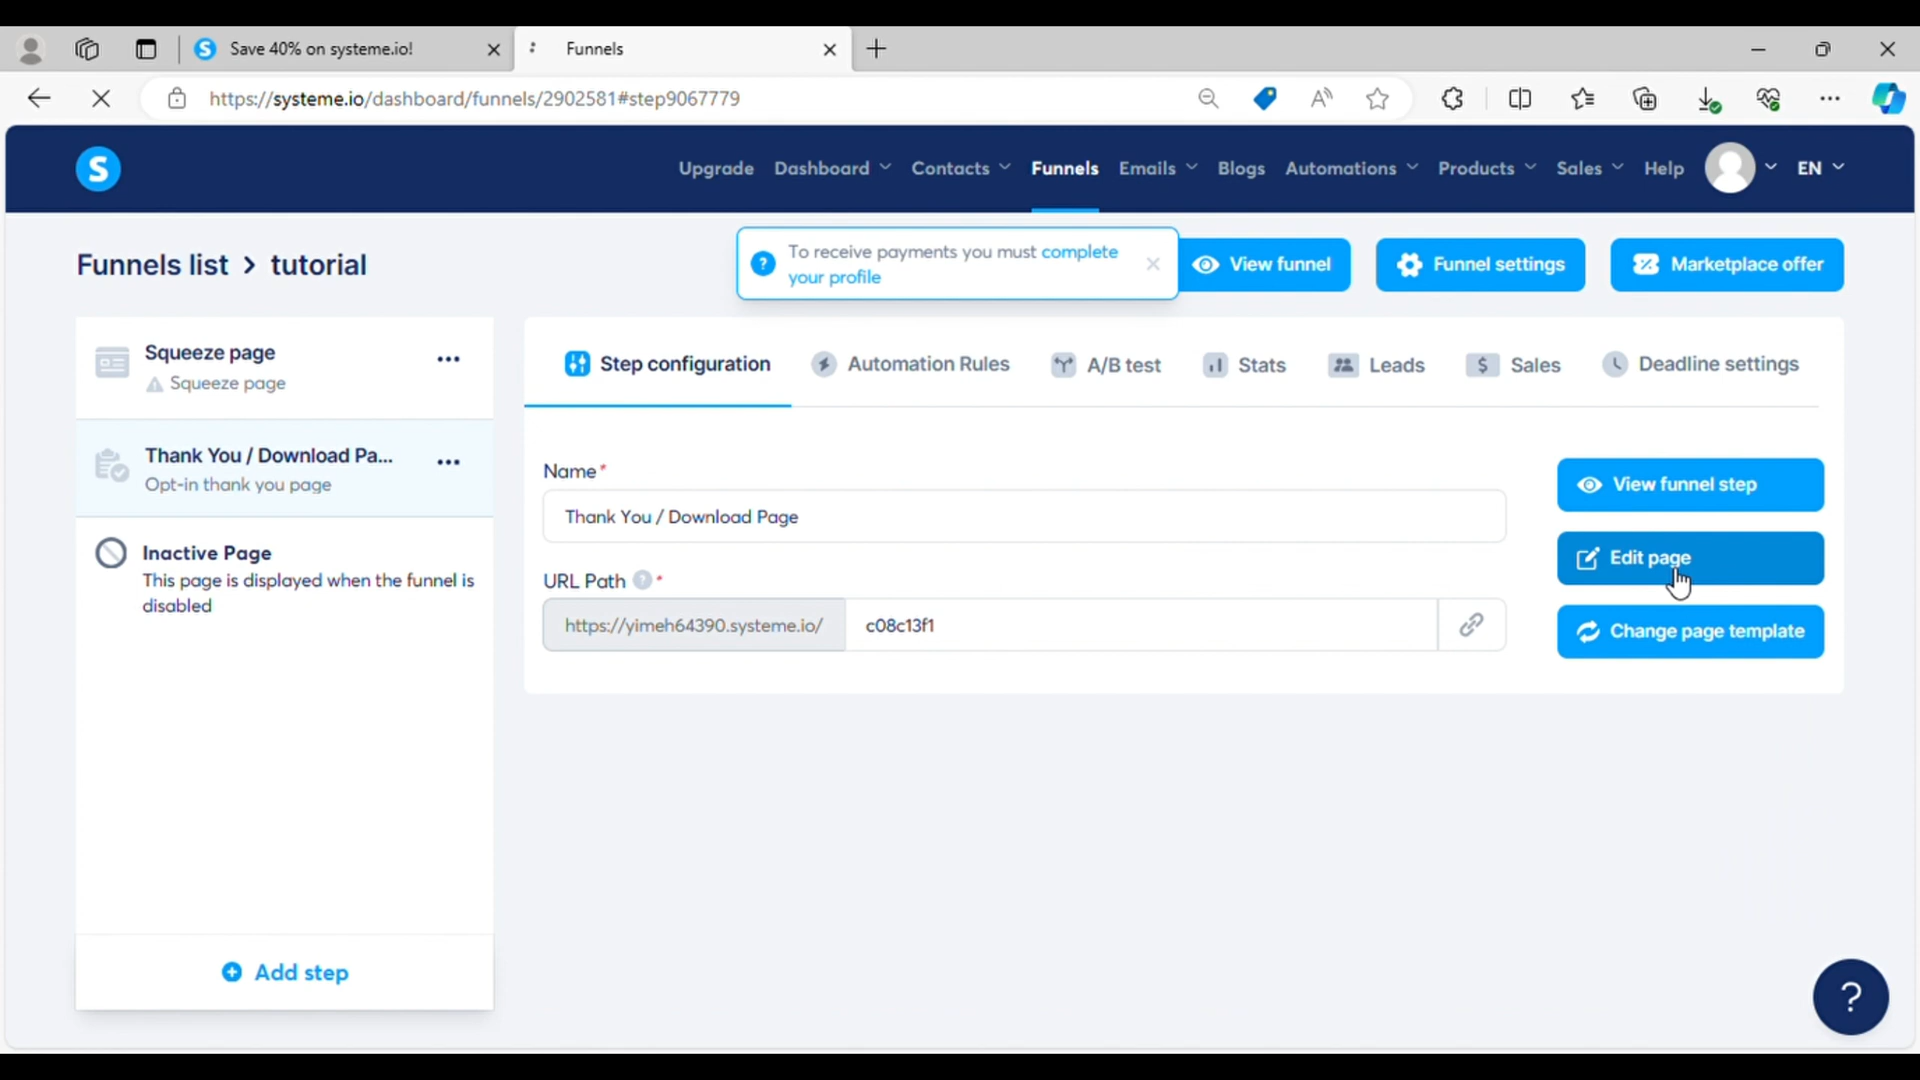 Save 40% on systeme.io!
Funnels
https://systeme.io/dashboard/funnels/2902581#step9067779
S
Upgrade Dashboard Contacts Funnels Emails Blogs Automations Products Sales Help EN
Funnels list > tutorial
To receive payments you must complete
your profile
View funnel
Funnel settings
Marketplace offer
Squeeze page
Squeeze page
Thank You / Download Pa...
Opt-in thank you page
Inactive Page
This page is displayed when the funnel is
disabled
Add step
Step configuration
Automation Rules
A/B test
Stats
Leads
Sales
Deadline settings
Name*
Thank You / Download Page
URL Path *
https://yimeh64390.systeme.io/ c08c13f1
View funnel step
Edit page
Change page template
?